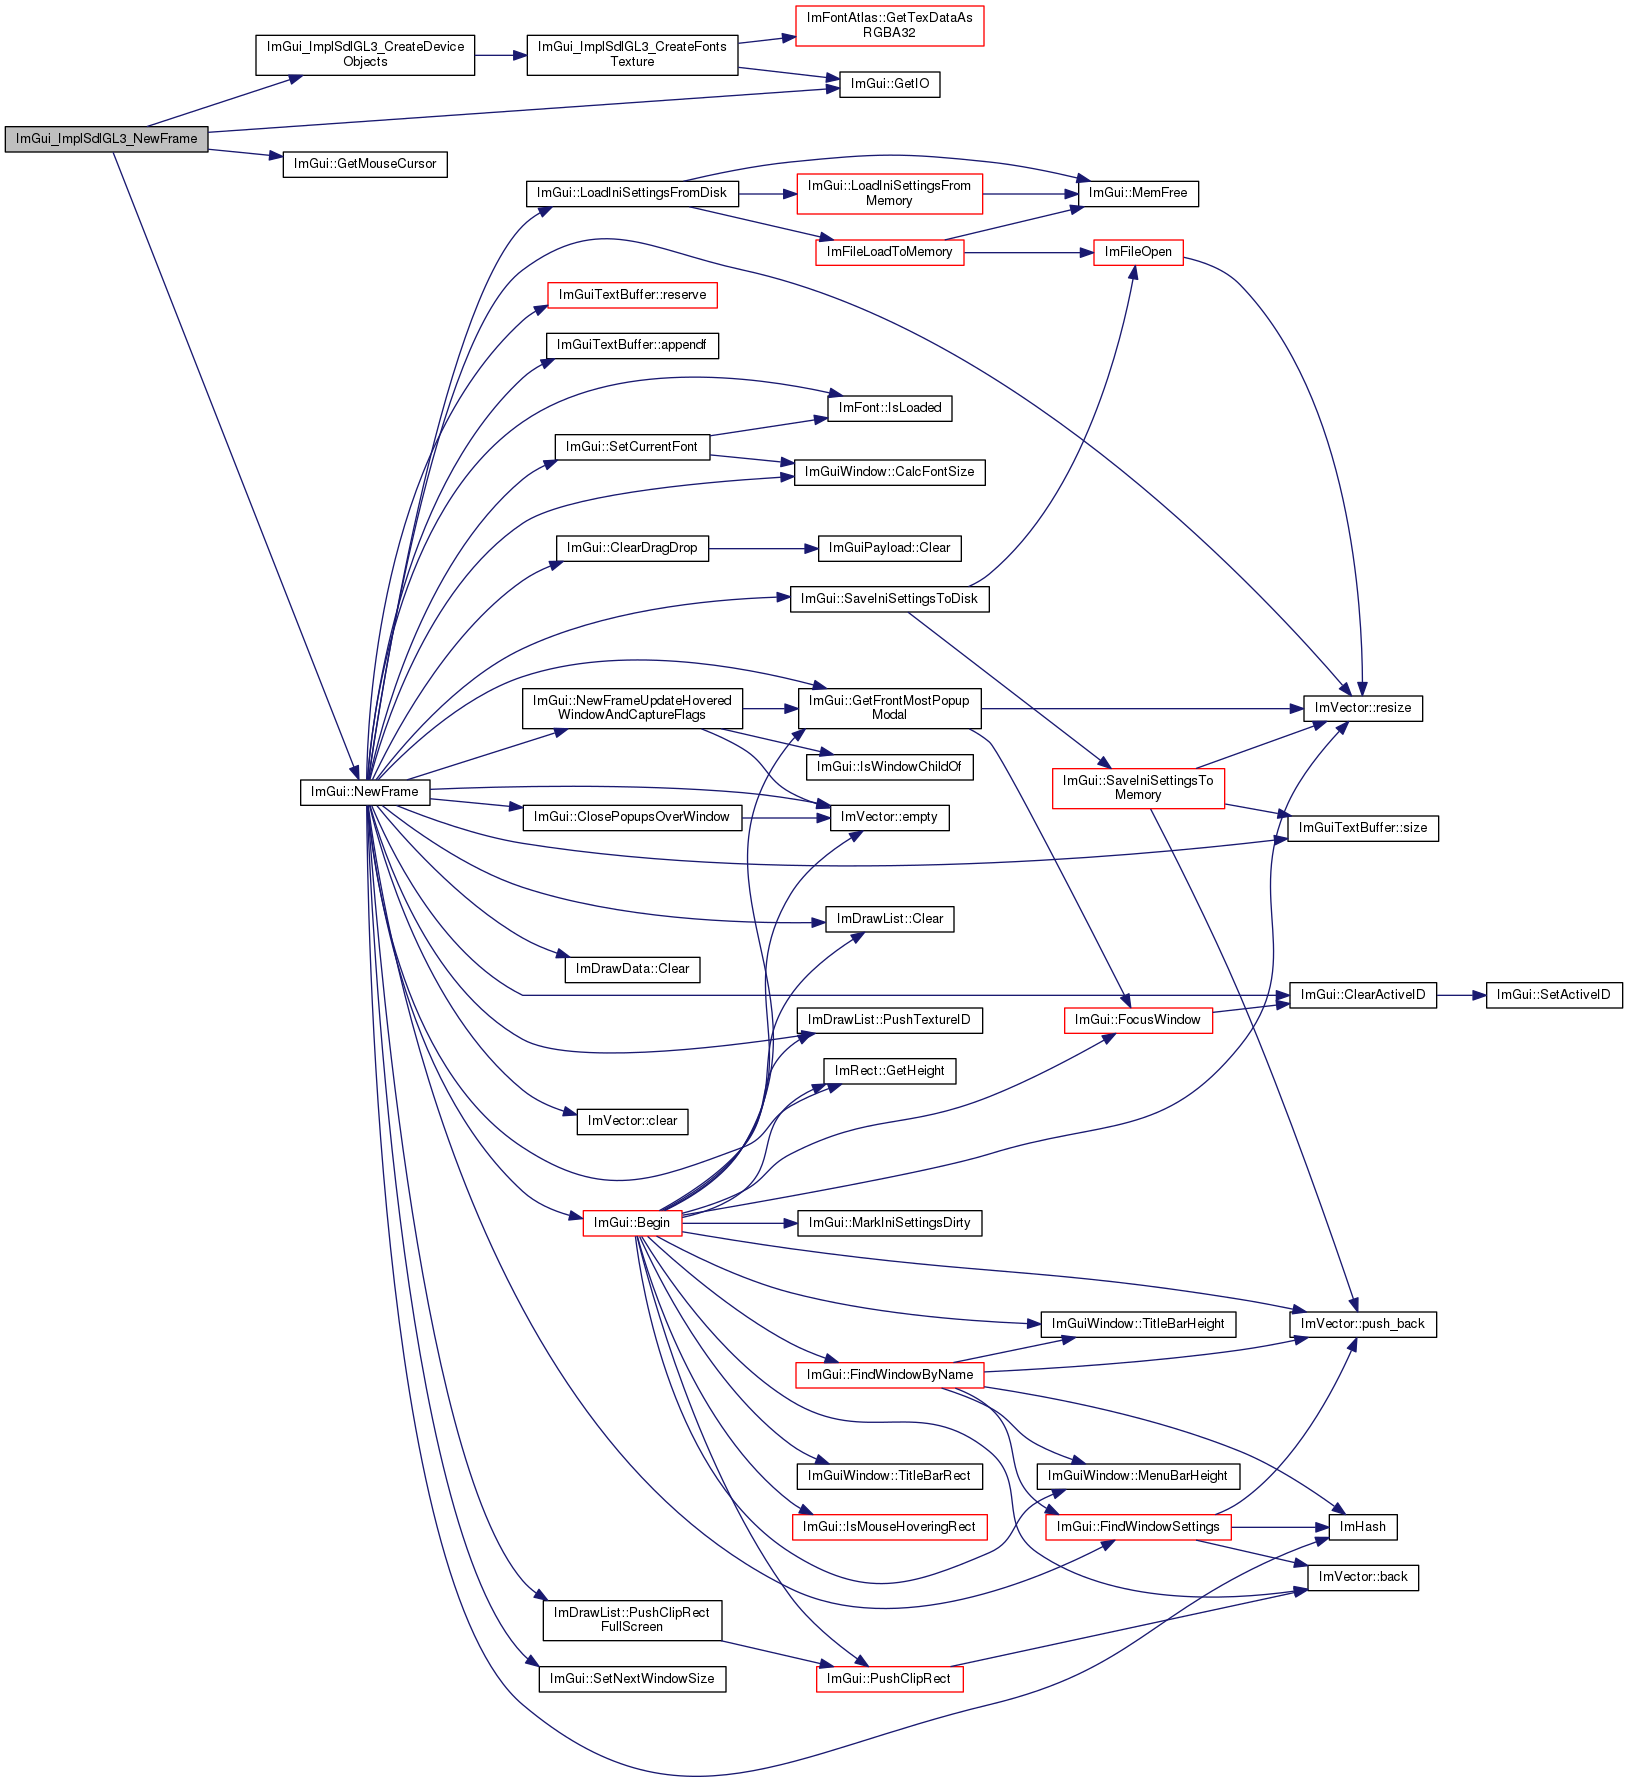 ImFontAtlas::GetTexDataAs
RGBA32
ImGui_ImplSdlGL3_CreateDevice
Objects
ImGui_ImplSdlGL3_CreateFonts
Texture
ImGui::GetIO
ImGui_ImplSdlGL3_NewFrame
ImGui::GetMouseCursor
ImGui::LoadIniSettingsFromDisk
ImGui::LoadIniSettingsFrom
Memory
ImGui::MemFree
ImFileLoadToMemory
ImFileOpen
ImGuiTextBuffer::reserve
ImGuiTextBuffer::appendf
ImFont::IsLoaded
ImGui::SetCurrentFont
ImGuiWindow::CalcFontSize
ImGui::ClearDragDrop
ImGuiPayload::Clear
ImGui::SaveIniSettingsToDisk
ImGui::NewFrameUpdateHovered
WindowAndCaptureFlags
ImGui::GetFrontMostPopup
Modal
ImVector::resize
ImGui::IsWindowChildOf
ImGui::SaveIniSettingsTo
Memory
ImGui::NewFrame
ImGui::ClosePopupsOverWindow
ImVector::empty
ImGuiTextBuffer::size
ImDrawList::Clear
ImDrawData::Clear
ImGui::ClearActiveID
ImGui::SetActiveID
ImDrawList::PushTextureID
ImGui::FocusWindow
ImRect::GetHeight
ImVector::clear
ImGui::Begin
ImGui::MarkIniSettingsDirty
ImGuiWindow::TitleBarHeight
ImVector::push_back
ImGui::FindWindowByName
ImGuiWindow::TitleBarRect
ImGuiWindow::MenuBarHeight
ImGui::IsMouseHoveringRect
ImGui::FindWindowSettings
ImHash
ImVector::back
ImDrawList::PushClipRect
FullScreen
ImGui::SetNextWindowSize
ImGui::PushClipRect